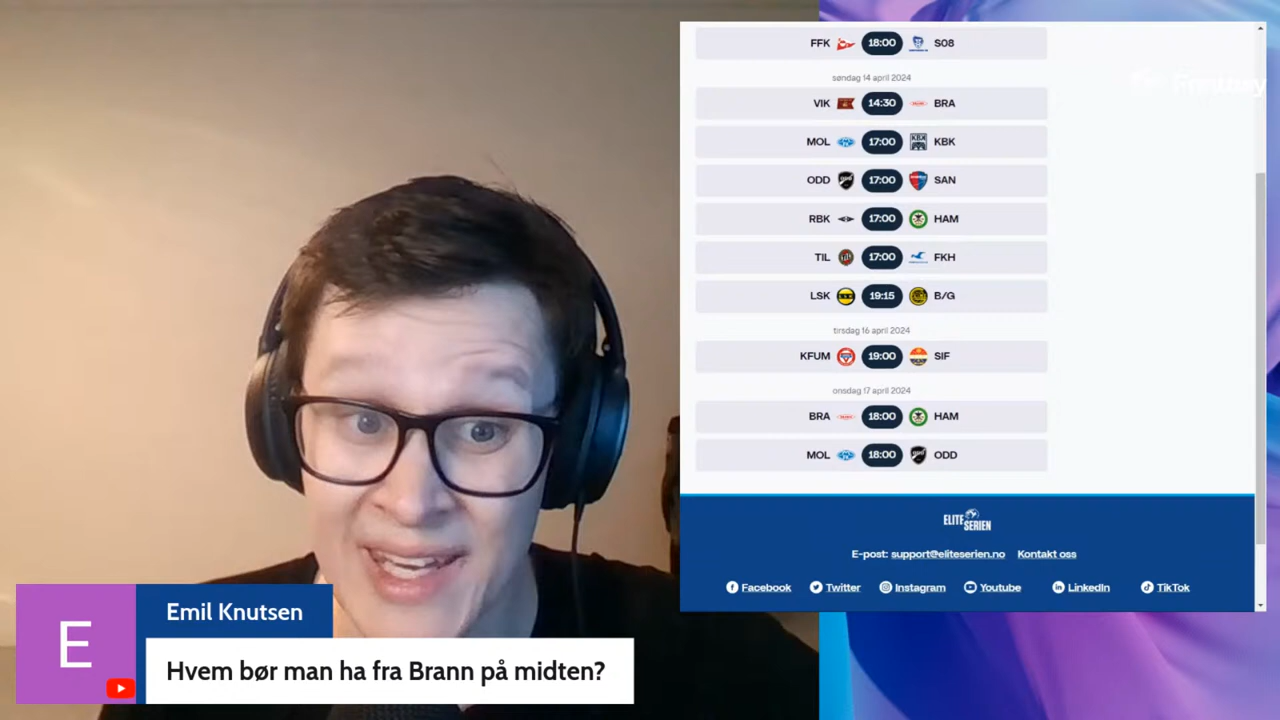 FFK 18:00 S08
søndag 14 april 2024
VIK 14:30 BRA
MOL 17:00 KBK
ODD 17:00 SAN
RBK 17:00 HAM
TIL 17:00 FKH
LSK 19:15 B/G
tirsdag 16 april 2024
KFUM 19:00 SIF
onsdag 17 april 2024
BRA 18:00 HAM
MOL 18:00 ODD
ELITE
SERIEN
E-post: support@eliteserien.no Kontakt oss
Facebook Twitter Instagram Youtube LinkedIn TikTok
Fantasy
E
Emil Knutsen
Hvem bør man ha fra Brann på midten?